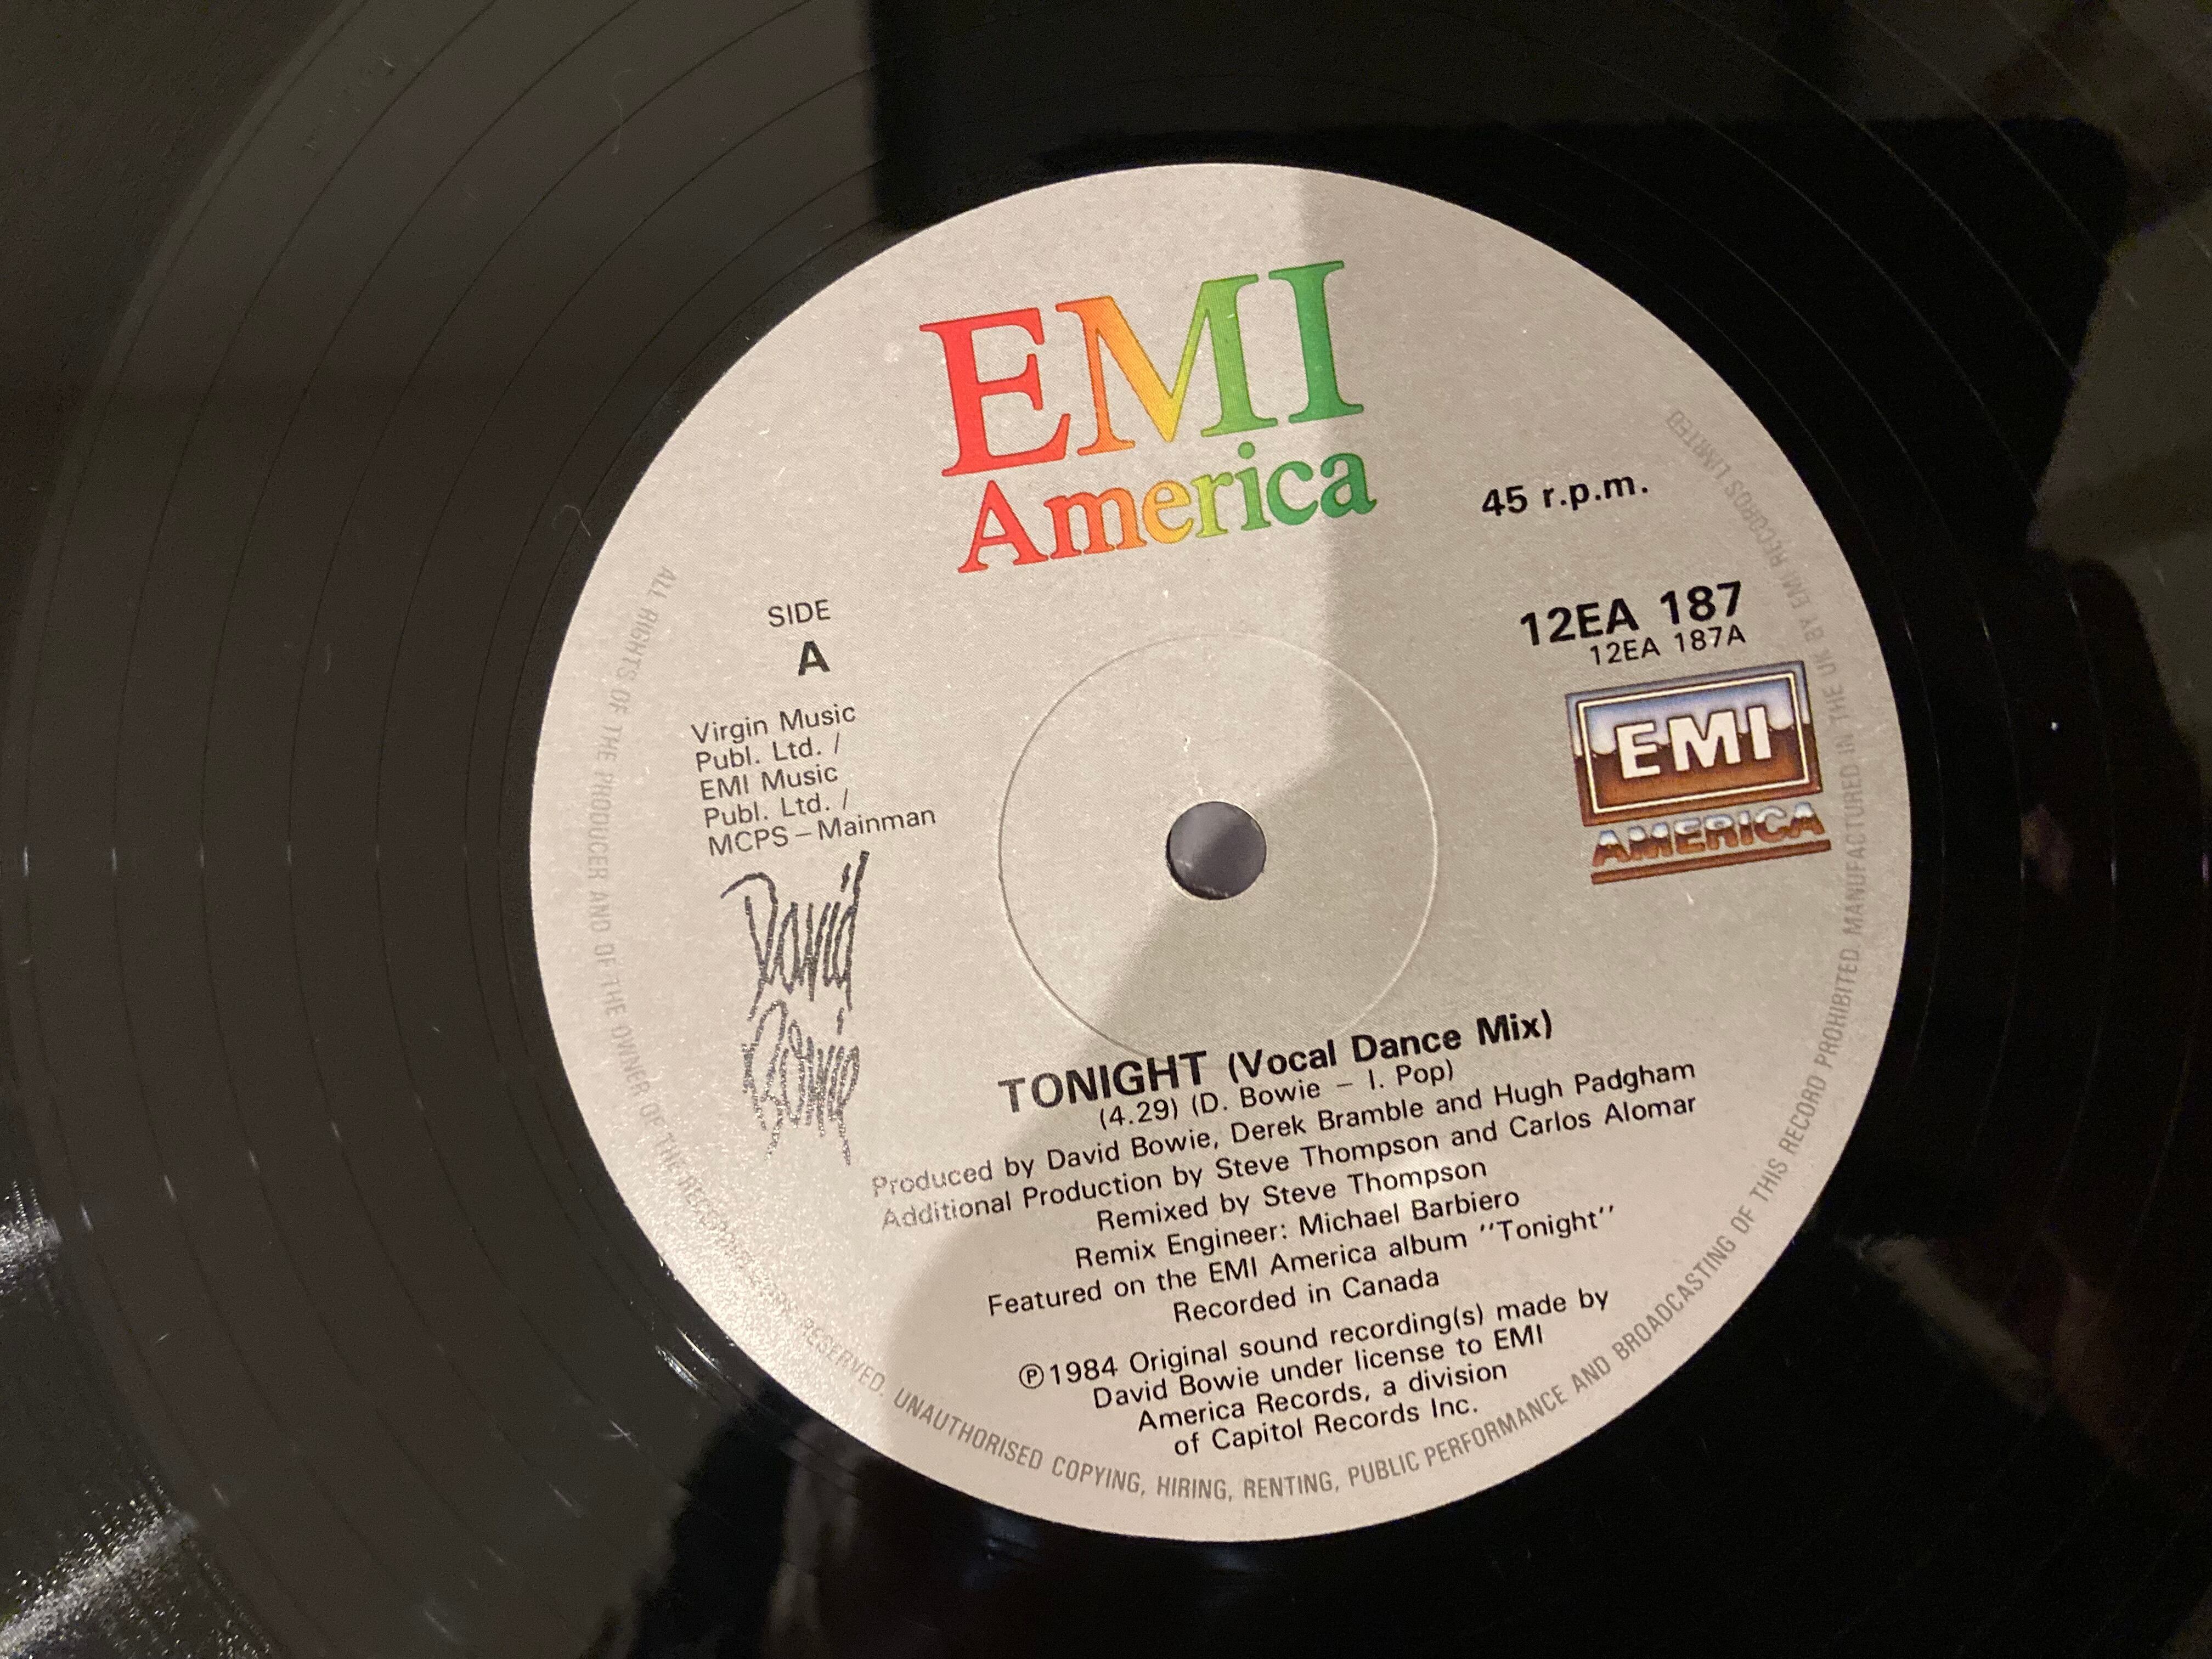 EMI
America
45 r.p.m.
SIDE
A
12EA 187
12EA 187A
Virgin Music
Publ. Ltd. /
EMI Music
Publ. Ltd. /
MCPS – Mainman
EMI
AMERICA
David
Bowie
TONIGHT (Vocal Dance Mix)
(4.29) (D. Bowie – I. Pop)
Produced by David Bowie, Derek Bramble and Hugh Padgham
Additional Production by Steve Thompson and Carlos Alomar
Remixed by Steve Thompson
Remix Engineer: Michael Barbiero
Featured on the EMI America album ''Tonight''
Recorded in Canada
Ⓟ1984 Original sound recording(s) made by
David Bowie under license to EMI
America Records, a division
of Capitol Records Inc.
ALL RIGHTS OF THE PRODUCER AND OF THE OWNER OF THE RECORDED WORK RESERVED. UNAUTHORISED COPYING, HIRING, RENTING, PUBLIC PERFORMANCE AND BROADCASTING OF THIS RECORD PROHIBITED MANUFACTURED IN THE UK BY EMI RECORDS LIMITED